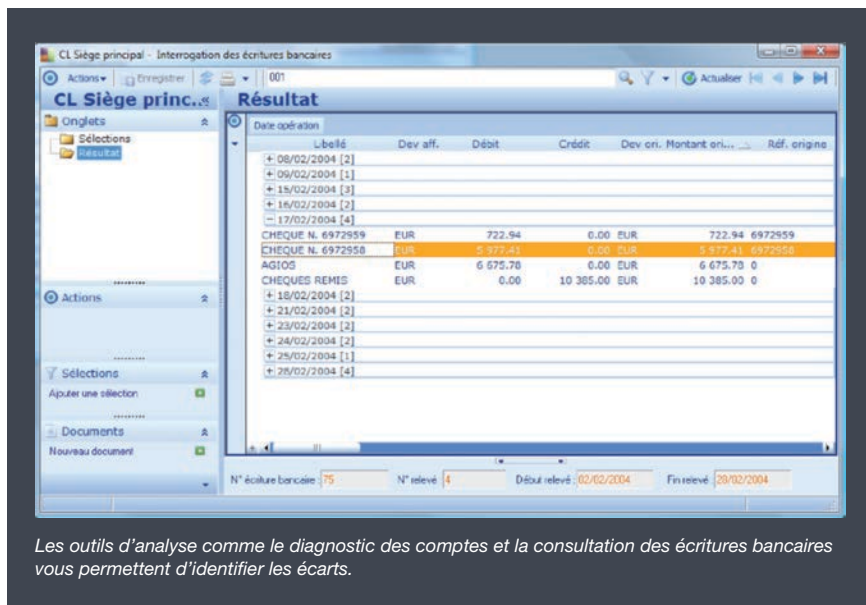 CL Siège principal - Interrogation des écritures bancaires
Actions Enregistrer 001 Actualiser
CL Siège princ.. Résultat
Onglets
Sélections
Résultat
Actions
Sélections
Ajouter une sélection
Documents
Nouveau document
Date opération
Libellé Dev aff. Débit Crédit Dev ori. Montant ori... Réf. origine
+ 08/02/2004 [2]
+ 09/02/2004 [1]
+ 15/02/2004 [3]
+ 16/02/2004 [2]
- 17/02/2004 [4]
CHEQUE N. 6972959 EUR 722.94 0.00 EUR 722.94 6972959
CHEQUE N. 6972958 EUR 5 977.41 0.00 EUR 5 977.41 6972958
AGIOS EUR 6 675.78 0.00 EUR 6 675.78 0
CHEQUES REMIS EUR 0.00 10 385.00 EUR 10 385.00 0
+ 18/02/2004 [2]
+ 21/02/2004 [2]
+ 23/02/2004 [2]
+ 24/02/2004 [2]
+ 25/02/2004 [1]
+ 28/02/2004 [4]
N° écriture bancaire : 75 N° relevé 4 Début relevé : 02/02/2004 Fin relevé 28/02/2004
Les outils d'analyse comme le diagnostic des comptes et la consultation des écritures bancaires
vous permettent d'identifier les écarts.